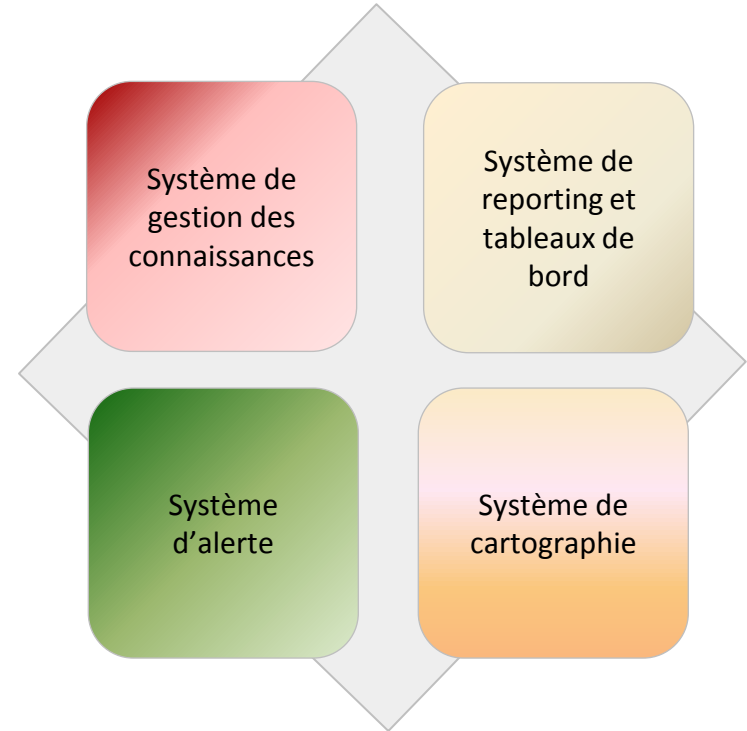 Système de
gestion des
connaissances
Système de
reporting et
tableaux de
bord
Système
d’alerte
Système de
cartographie